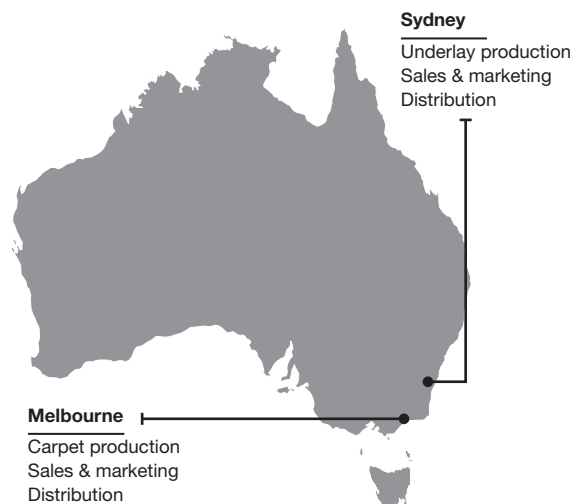 Sydney
Underlay production
Sales & marketing
Distribution
Melbourne
Carpet production
Sales & marketing
Distribution